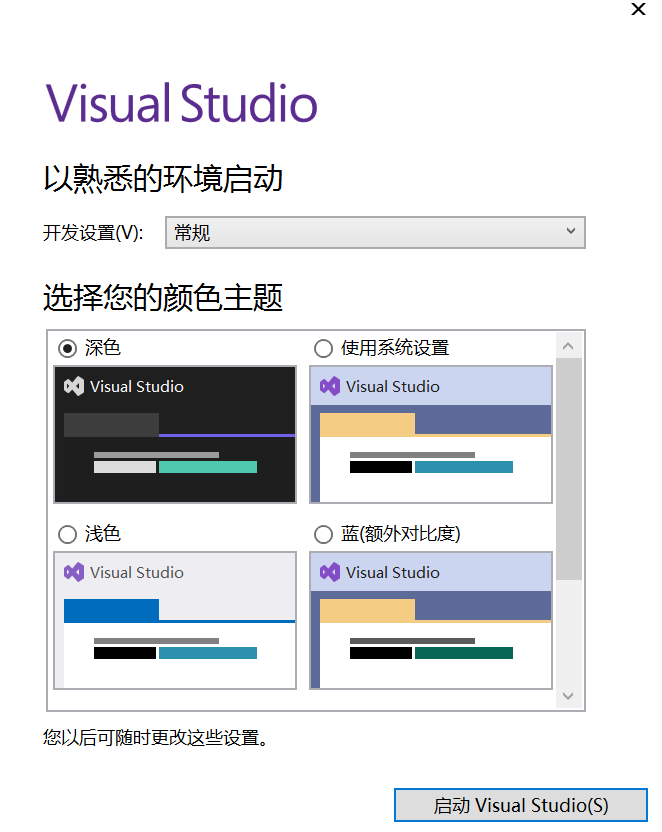 Visual Studio
以熟悉的环境启动
开发设置(V):
常规
选择您的颜色主题
深色
使用系统设置
Visual Studio
Visual Studio
浅色
蓝(额外对比度)
Visual Studio
Visual Studio
您以后可随时更改这些设置。
启动 Visual Studio(S)